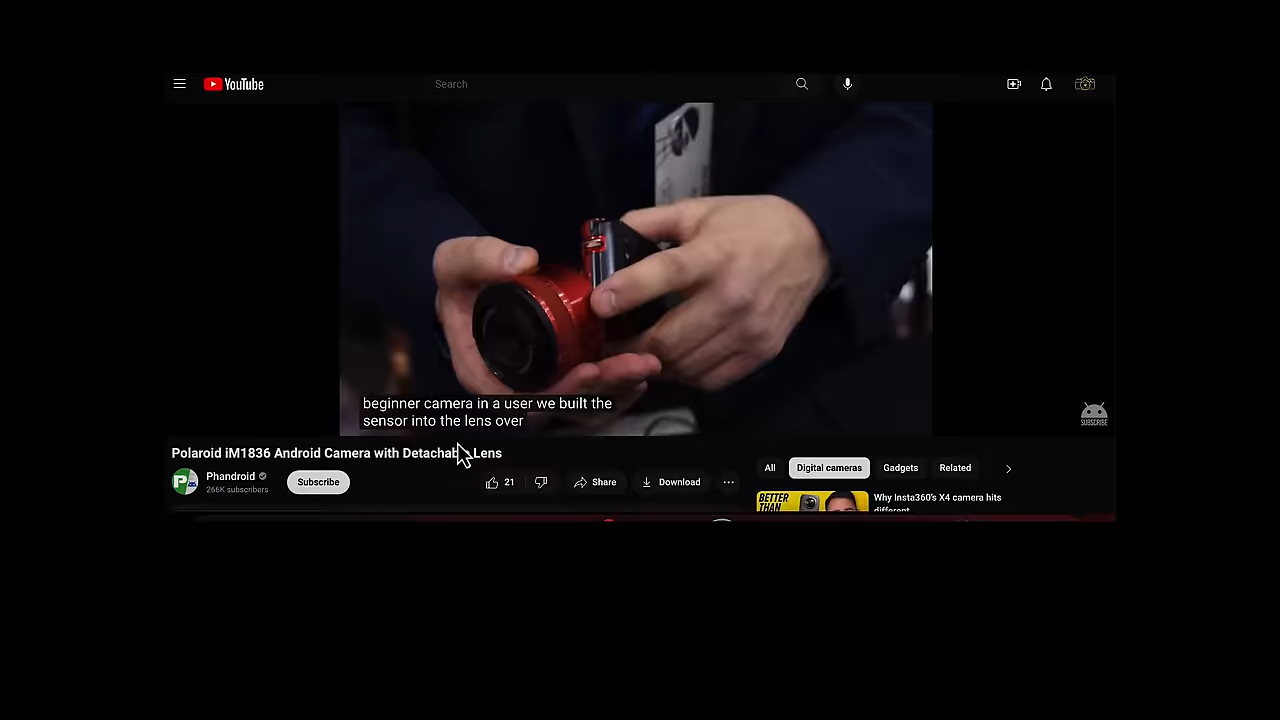 YouTube
Search
beginner camera in a user we built the
sensor into the lens over
SUBSCRIBE
Polaroid iM1836 Android Camera with Detachab Lens
Phandroid
266K subscribers
Subscribe
21
Share
Download
All
Digital cameras
Gadgets
Related
BETTER
THAN
Why Insta360's X4 camera hits
different